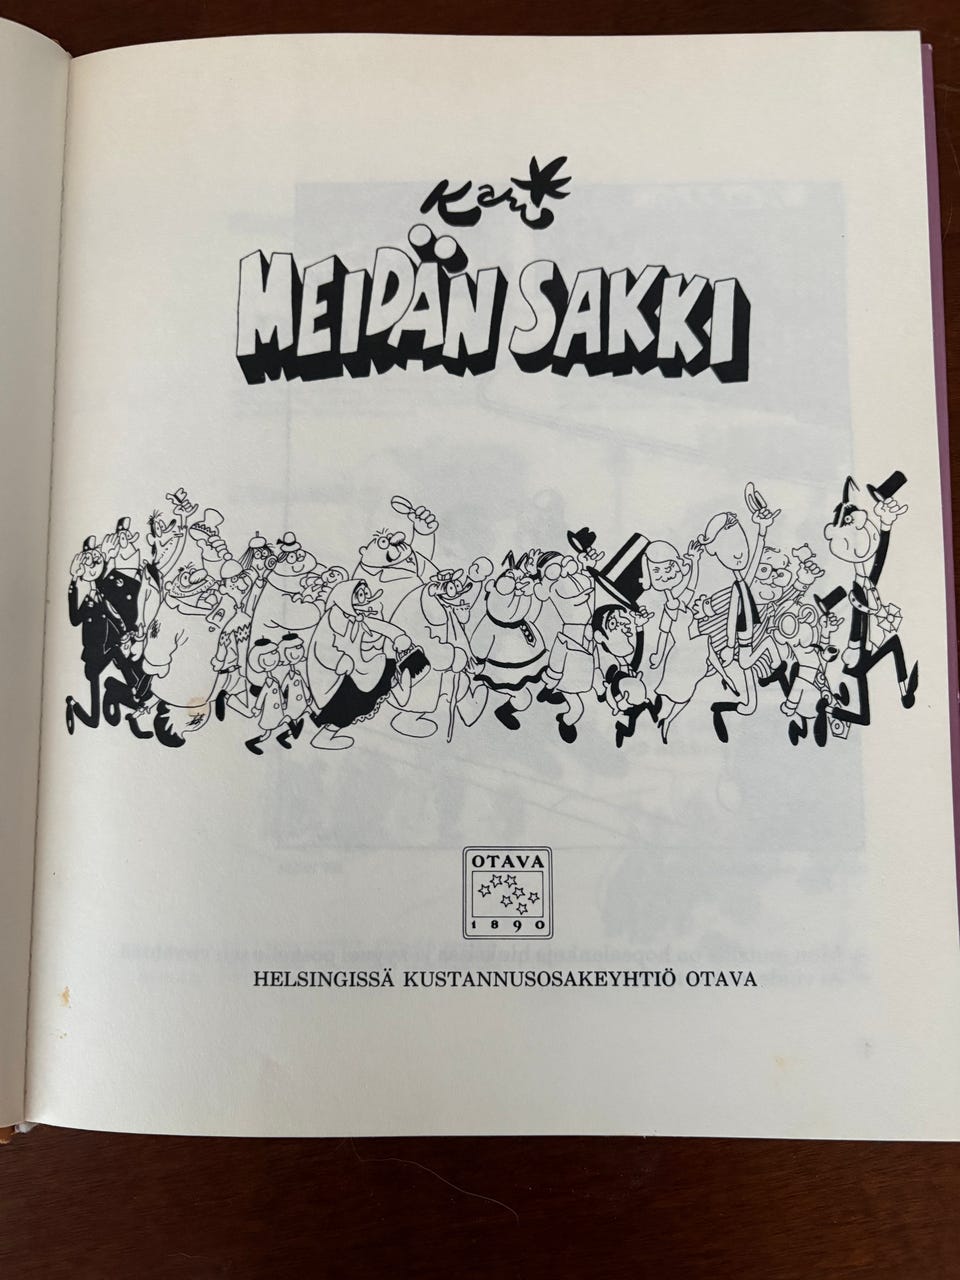 Kari
MEIDÄN SAKKI
OTAVA
1890
HELSINGISSÄ KUSTANNUSOSAKEYHTIÖ OTAVA